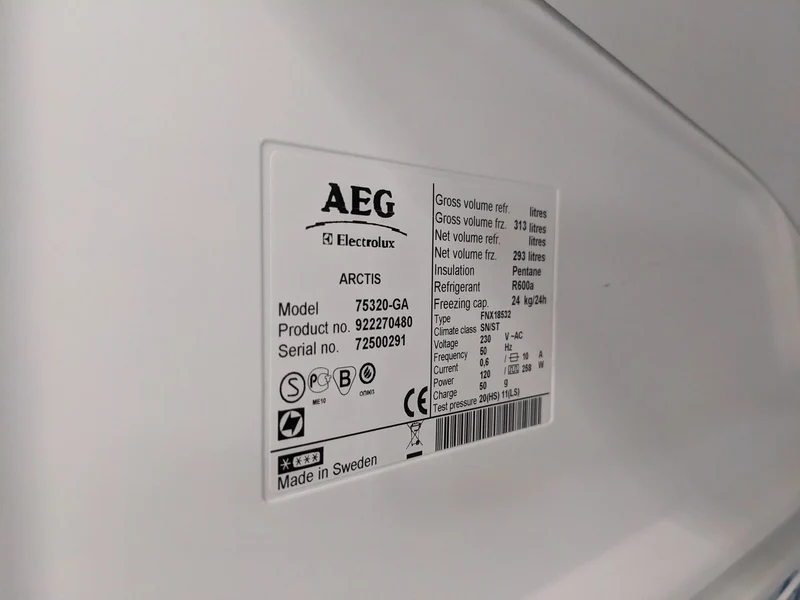 AEG
Electrolux
ARCTIS
Model 75320-GA
Product no. 922270480
Serial no. 72500291
S PC B
ME10
CE
Made in Sweden
Gross volume refr. litres
Gross volume frz. 313 litres
Net volume refr. litres
Net volume frz. 293 litres
Insulation Pentane
Refrigerant R600a
Freezing cap. 24 kg/24h
Type FNX18532
Climate class SN/ST
Voltage 230 V ~AC
Frequency 50 Hz
Current 0,6 / 10 A
Power 120 / 258 W
Charge 50 g
Test pressure 20(HS) 11(LS)